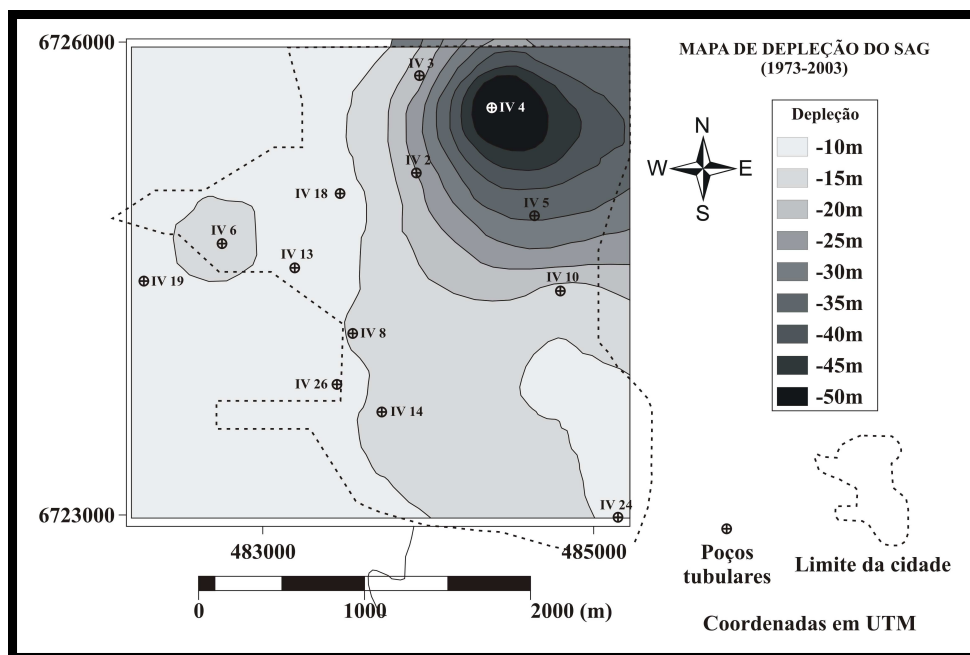 6726000
6723000
483000
485000
IV 3
IV 4
IV 2
IV 18
IV 5
IV 6
IV 13
IV 19
IV 10
IV 8
IV 26
IV 14
IV 24
0
1000
2000 (m)
MAPA DE DEPLEÇÃO DO SAG
(1973-2003)
N
W
E
S
Depleção
-10m
-15m
-20m
-25m
-30m
-35m
-40m
-45m
-50m
Poços
tubulares
Limite da cidade
Coordenadas em UTM